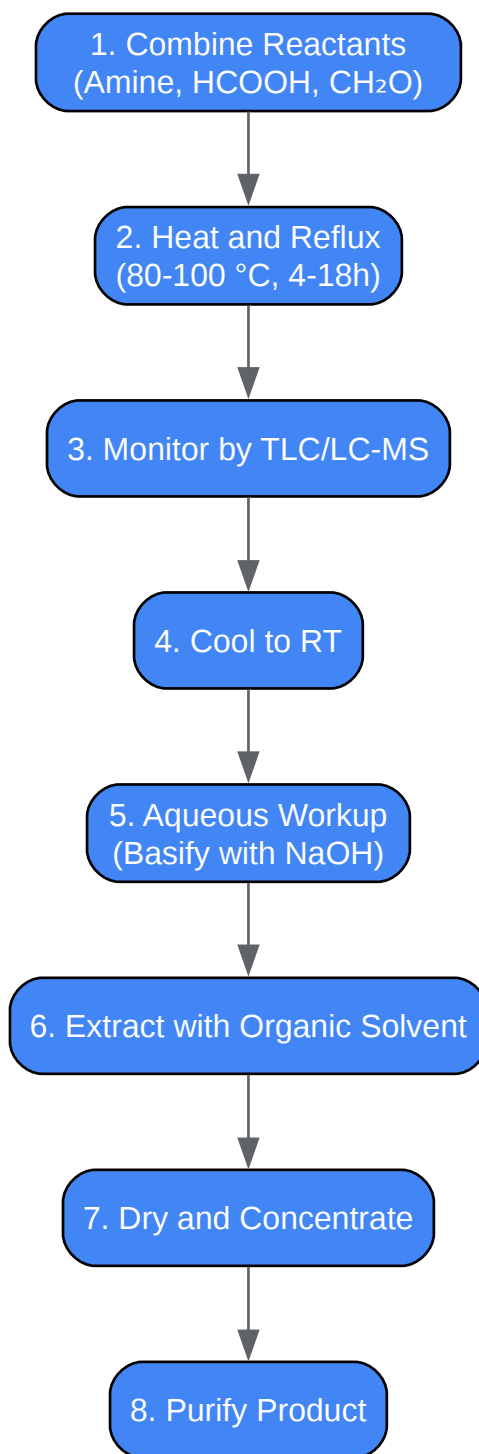 1. Combine Reactants
(Amine, HCOOH, CH₂O)
2. Heat and Reflux
(80-100 °C, 4-18h)
3. Monitor by TLC/LC-MS
4. Cool to RT
5. Aqueous Workup
(Basify with NaOH)
6. Extract with Organic Solvent
7. Dry and Concentrate
8. Purify Product